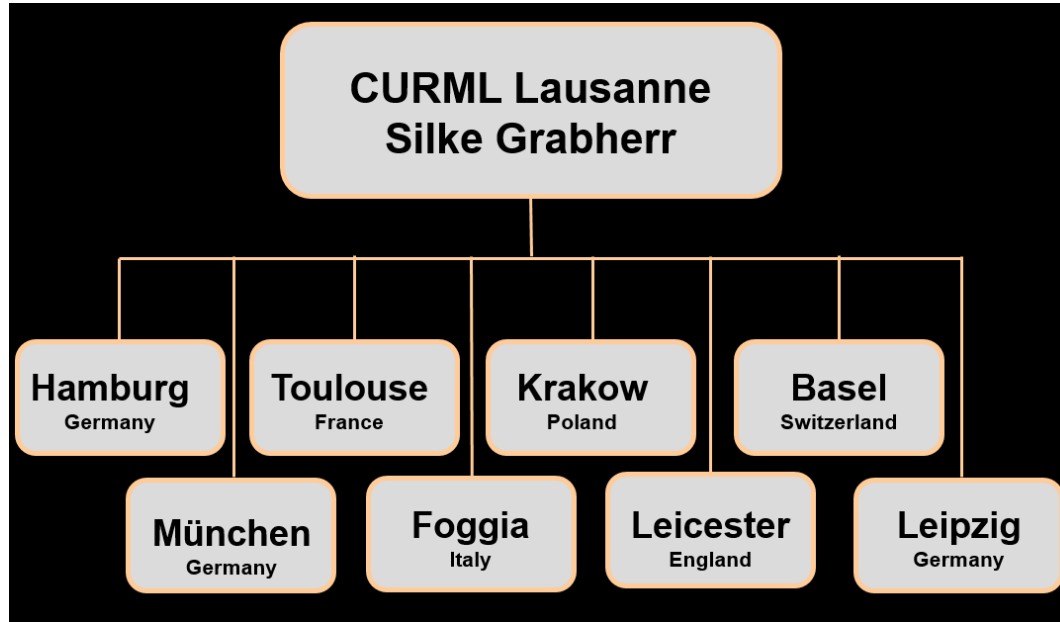 CURML Lausanne
Silke Grabherr
Hamburg
Germany
Toulouse
France
Krakow
Poland
Basel
Switzerland
München
Germany
Foggia
Italy
Leicester
England
Leipzig
Germany